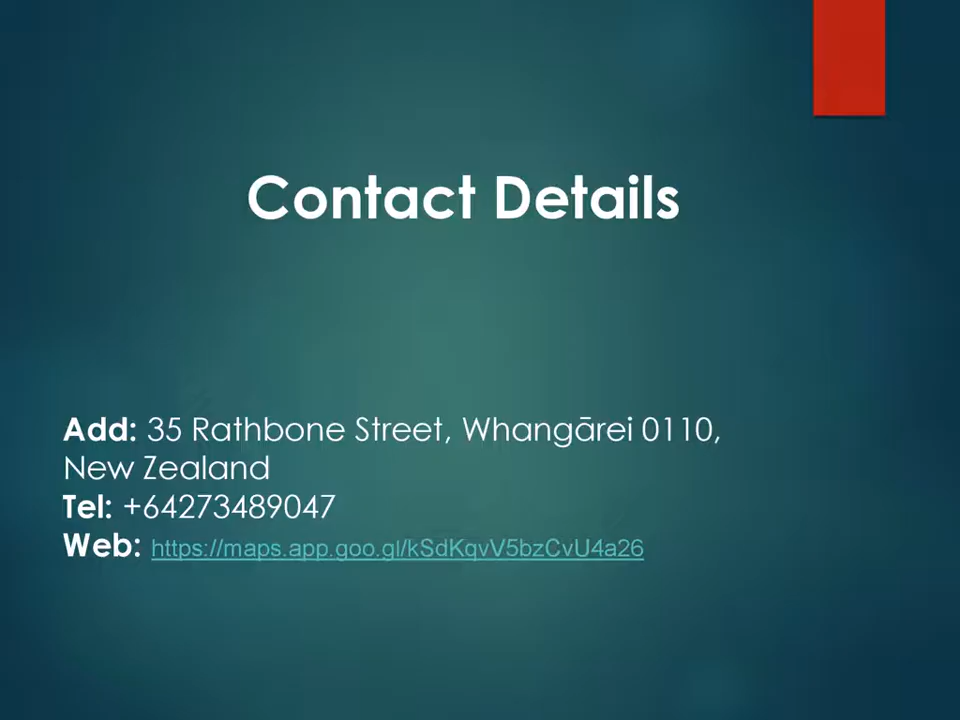 Contact Details
Add: 35 Rathbone Street, Whangārei 0110,
New Zealand
Tel: +64273489047
Web: https://maps.app.goo.gl/kSdKqvV5bzCvU4a26